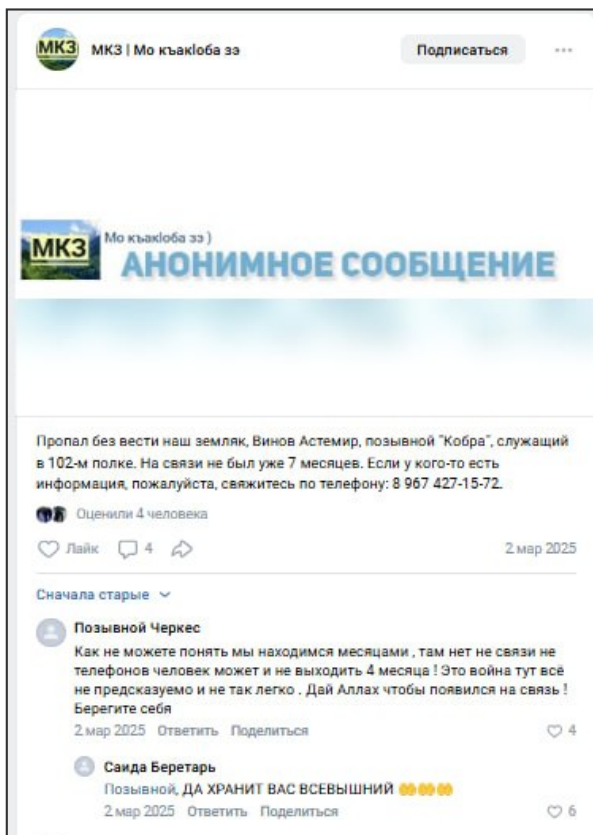 МКЗ
МКЗ | Мо къакӏоба зэ
Подписаться
МКЗ
Мо къакӏоба зэ )
АНОНИМНОЕ СООБЩЕНИЕ
Пропал без вести наш земляк, Винов Астемир, позывной "Кобра", служащий
в 102-м полке. На связи не был уже 7 месяцев. Если у кого-то есть
информация, пожалуйста, свяжитесь по телефону: 8 967 427-15-72.
Оценили 4 человека
Лайк 4
2 мар 2025
Сначала старые
Позывной Черкес
Как не можете понять мы находимся месяцами , там нет не связи не
телефонов человек может и не выходить 4 месяца ! Это война тут всё
не предсказуемо и не так легко . Дай Аллах чтобы появился на связь !
Берегите себя
2 мар 2025 Ответить Поделиться 4
Саида Беретарь
Позывной, ДА ХРАНИТ ВАС ВСЕВЫШНИЙ 🤲🤲🤲
2 мар 2025 Ответить Поделиться 6